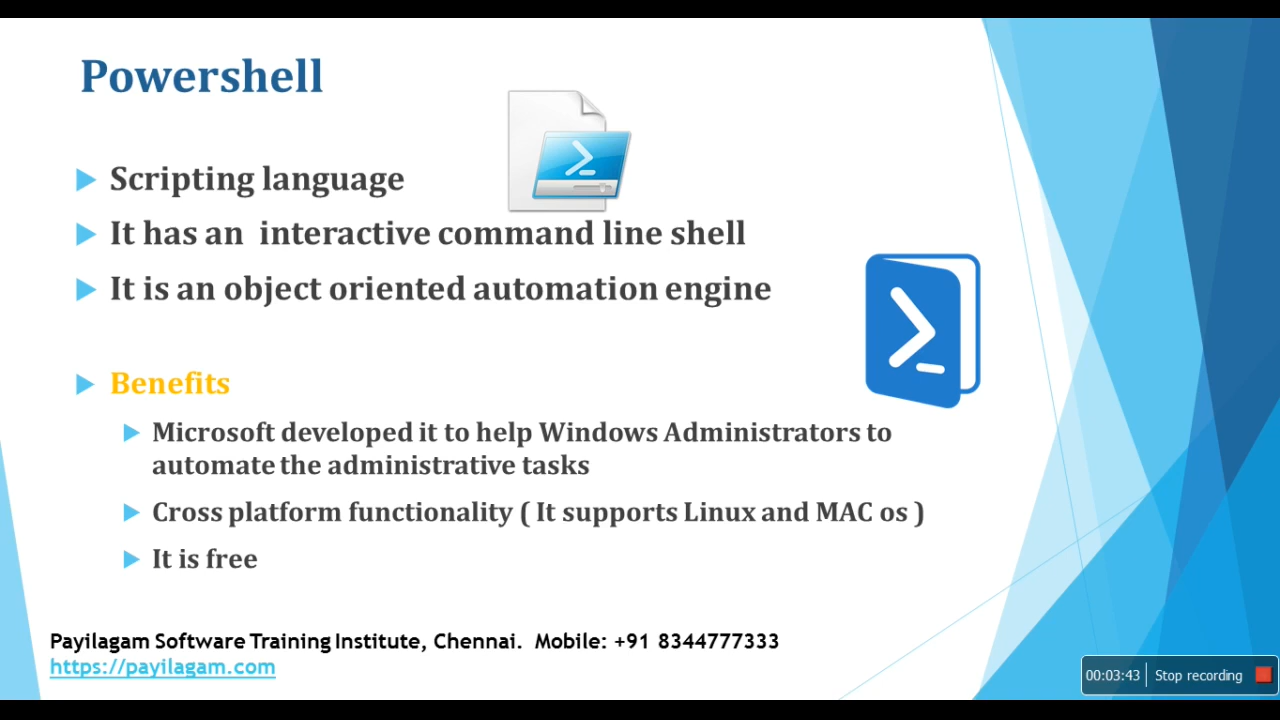 Powershell
Scripting language
It has an  interactive command line shell
It is an object oriented automation engine
Benefits
Microsoft developed it to help Windows Administrators to
automate the administrative tasks
Cross platform functionality ( It supports Linux and MAC os )
It is free
Payilagam Software Training Institute, Chennai.  Mobile: +91 8344777333
https://payilagam.com
00:03:43 Stop recording